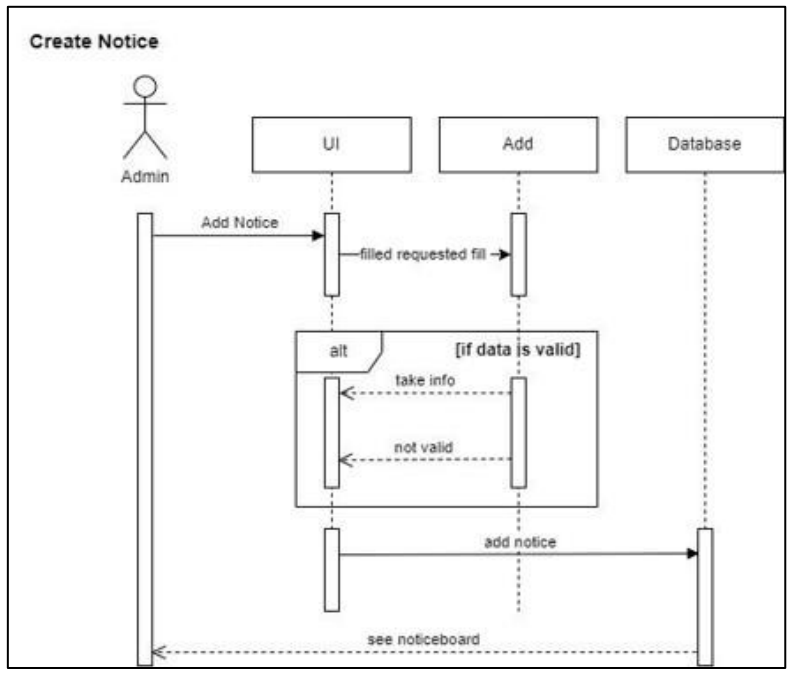 Create Notice
Admin
UI
Add
Database
Add Notice
filled requested fill
alt
[if data is valid]
take info
not valid
add notice
see noticeboard